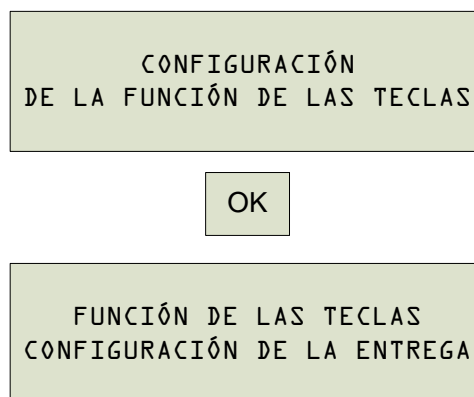 CONFIGURACIÓN
DE LA FUNCIÓN DE LAS TECLAS
OK
FUNCIÓN DE LAS TECLAS
CONFIGURACIÓN DE LA ENTREGA